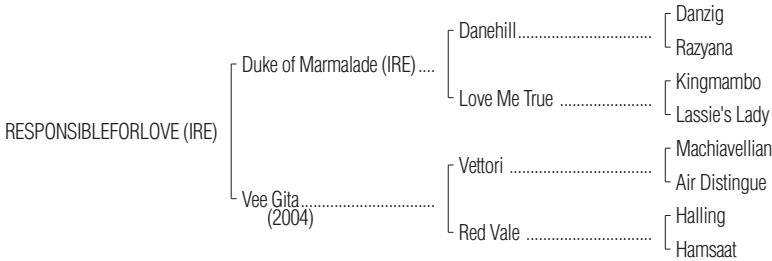 Danzig
Danehill
Razyana
Duke of Marmalade (IRE)
Kingmambo
Love Me True
Lassie's Lady
RESPONSIBLEFORLOVE (IRE)
Machiavellian
Vettori
Air Distingue
Vee Gita
(2004)
Halling
Red Vale
Hamsaat